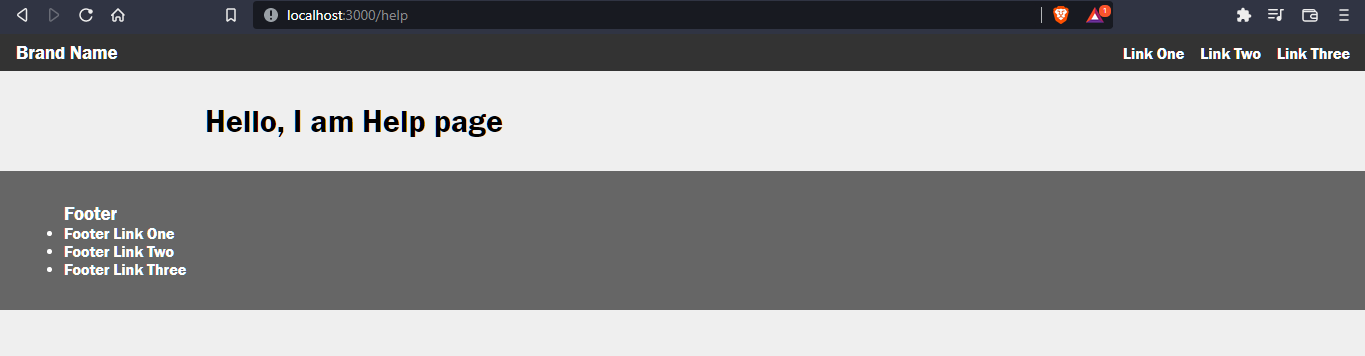 localhost:3000/help
1
Brand Name
Link One Link Two Link Three
Hello, I am Help page
Footer
Footer Link One
Footer Link Two
Footer Link Three